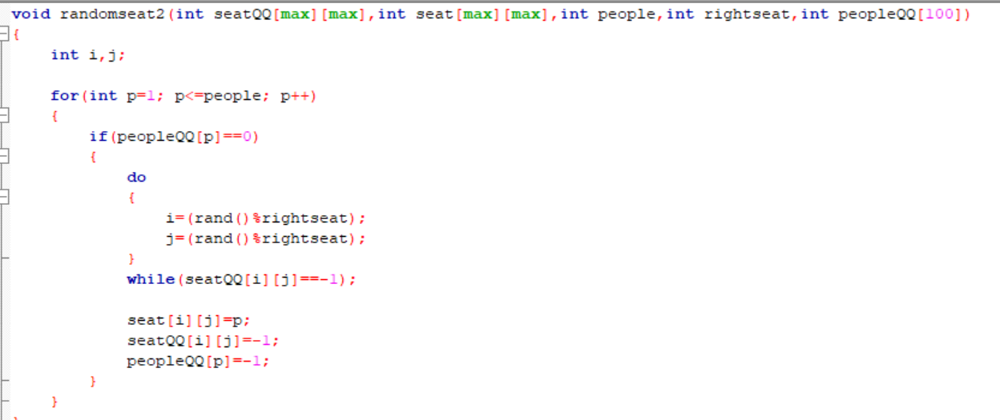 void randomseat2(int seatQQ[max][max],int seat[max][max],int people,int rightseat,int peopleQQ[100])
{
    int i,j;

    for(int p=1; p<=people; p++)
    {
        if(peopleQQ[p]==0)
        {
            do
            {
                i=(rand()%rightseat);
                j=(rand()%rightseat);
            }
            while(seatQQ[i][j]==-1);

            seat[i][j]=p;
            seatQQ[i][j]=-1;
            peopleQQ[p]=-1;
        }
    }